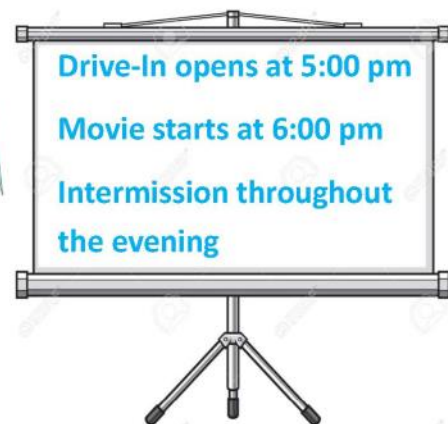 Drive-In opens at 5:00 pm
Movie starts at 6:00 pm
Intermission throughout
the evening